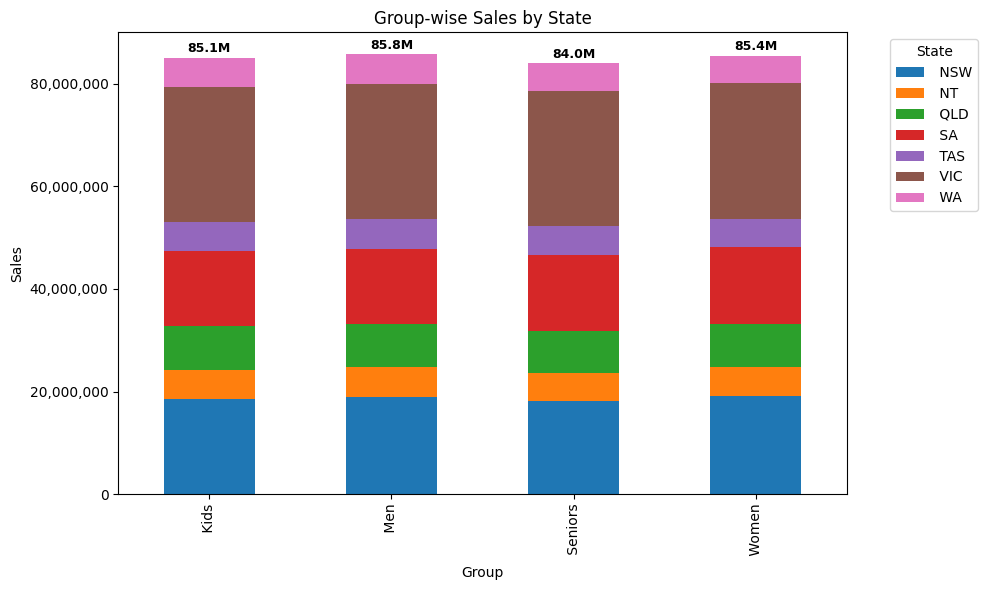 Group-wise Sales by State
85.1M
85.8M
84.0M
85.4M
State
NSW
NT
QLD
SA
TAS
VIC
WA
Sales
80,000,000
60,000,000
40,000,000
20,000,000
0
Kids
Men
Seniors
Women
Group